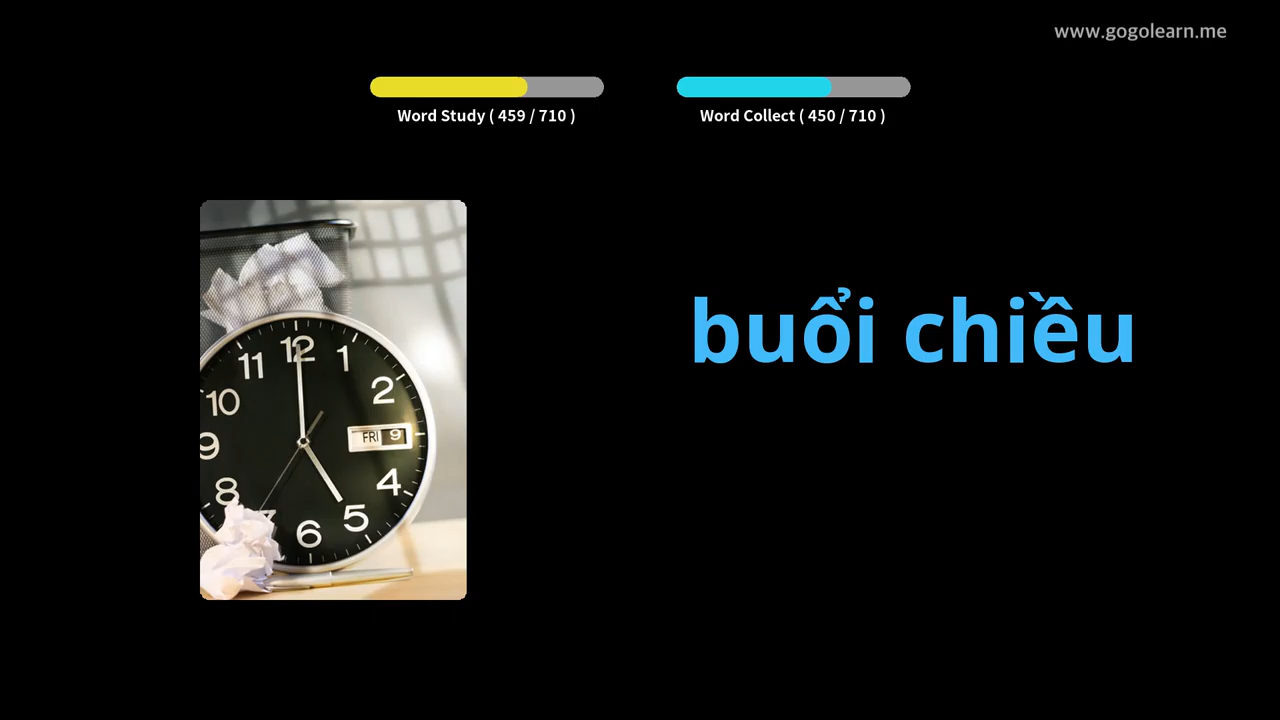 www.gogolearn.me
Word Study ( 459 / 710 )
Word Collect ( 450 / 710 )
buổi chiều
12
11
1
10
2
FRI 9
9
8
4
7
5
6